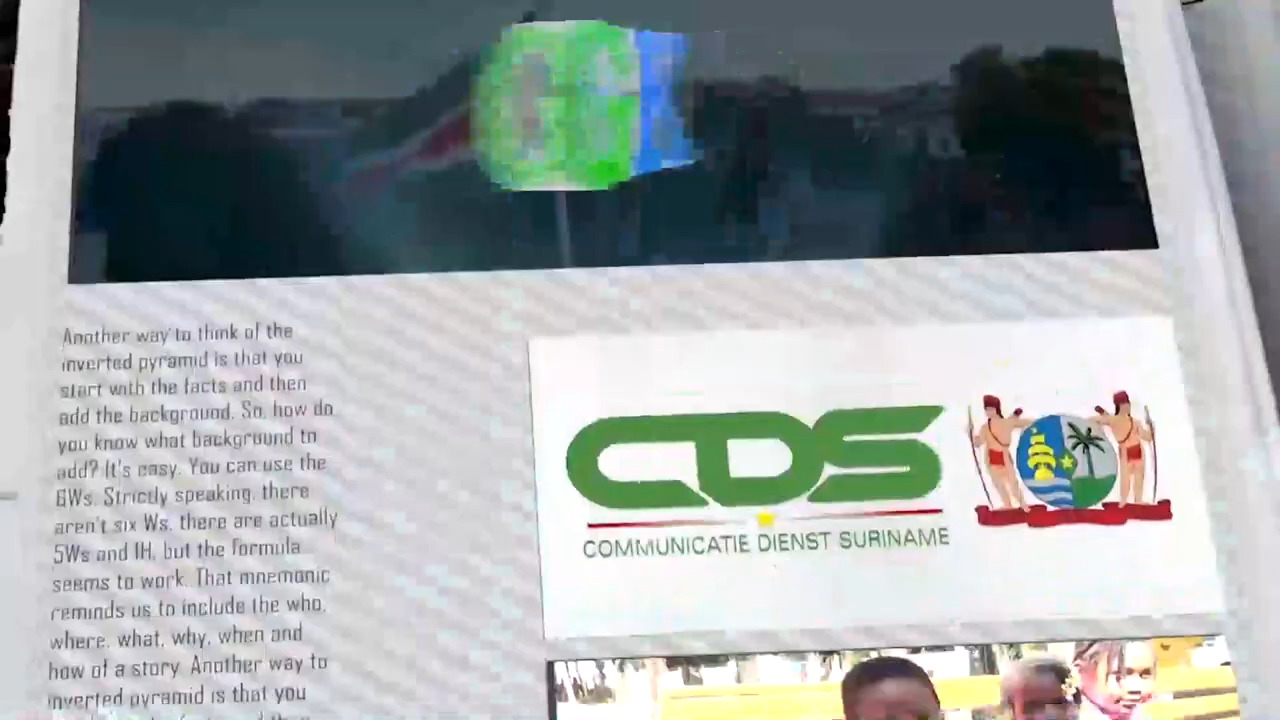 Another way to think of the
inverted pyramid is that you
start with the facts and then
add the background. So, how do
you know what background to
add? It's easy. You can use the
6Ws. Strictly speaking, there
aren't six Ws, there are actually
5Ws and 1H, but the formula
seems to work. That mnemonic
reminds us to include the who,
where, what, why, when and
how of a story. Another way to
inverted pyramid is that you
CDS
COMMUNICATIE DIENST SURINAME